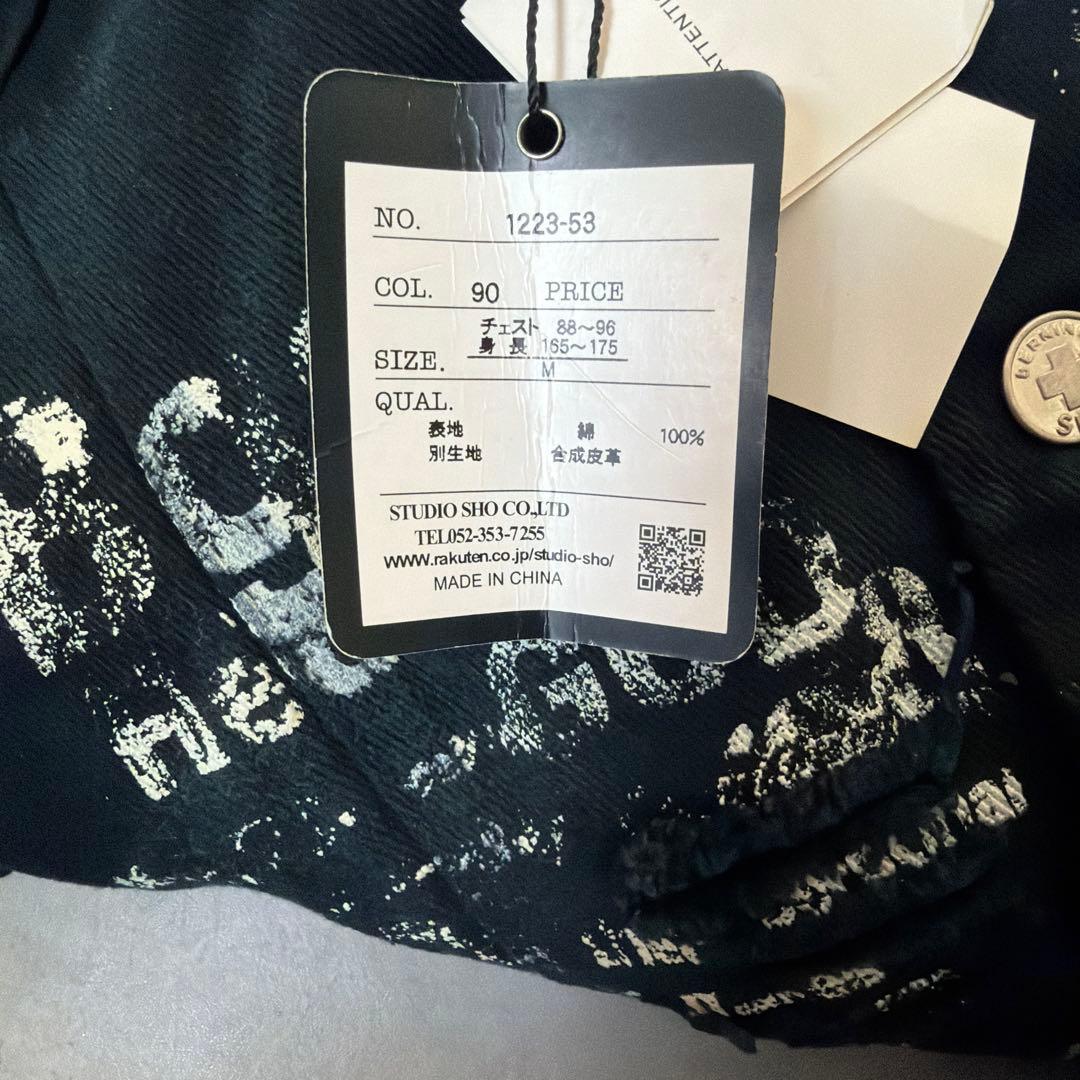 ATTENTI
NO. 1223-53
COL. 90 PRICE
チェスト 88～96
身長 165～175
SIZE. M
QUAL.
表地 綿 100%
別生地 合成皮革
STUDIO SHO CO.,LTD
TEL052-353-7255
www.rakuten.co.jp/studio-sho/
MADE IN CHINA